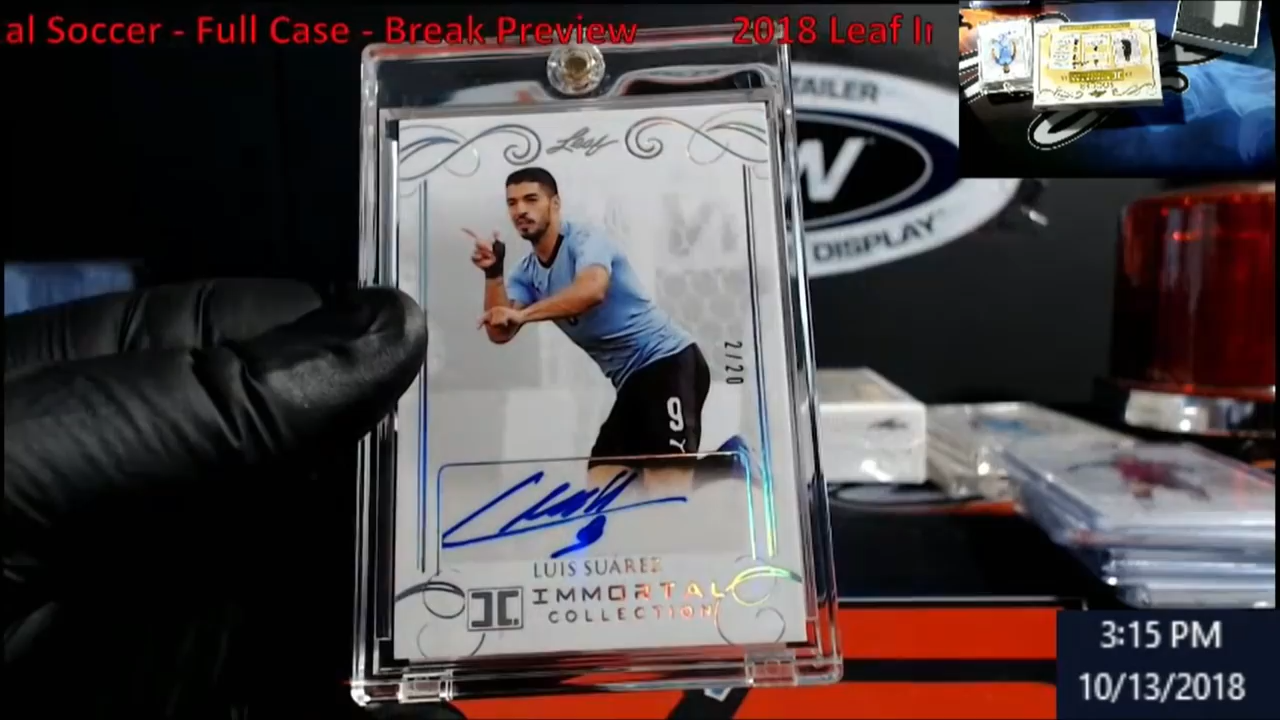 al Soccer - Full Case - Break Preview 2018 Leaf I
TAILER
W
DISPLAY
Leaf
2/20
9
LUIS SUÁREZ
IMMORTAL
COLLECTION
3:15 PM
10/13/2018